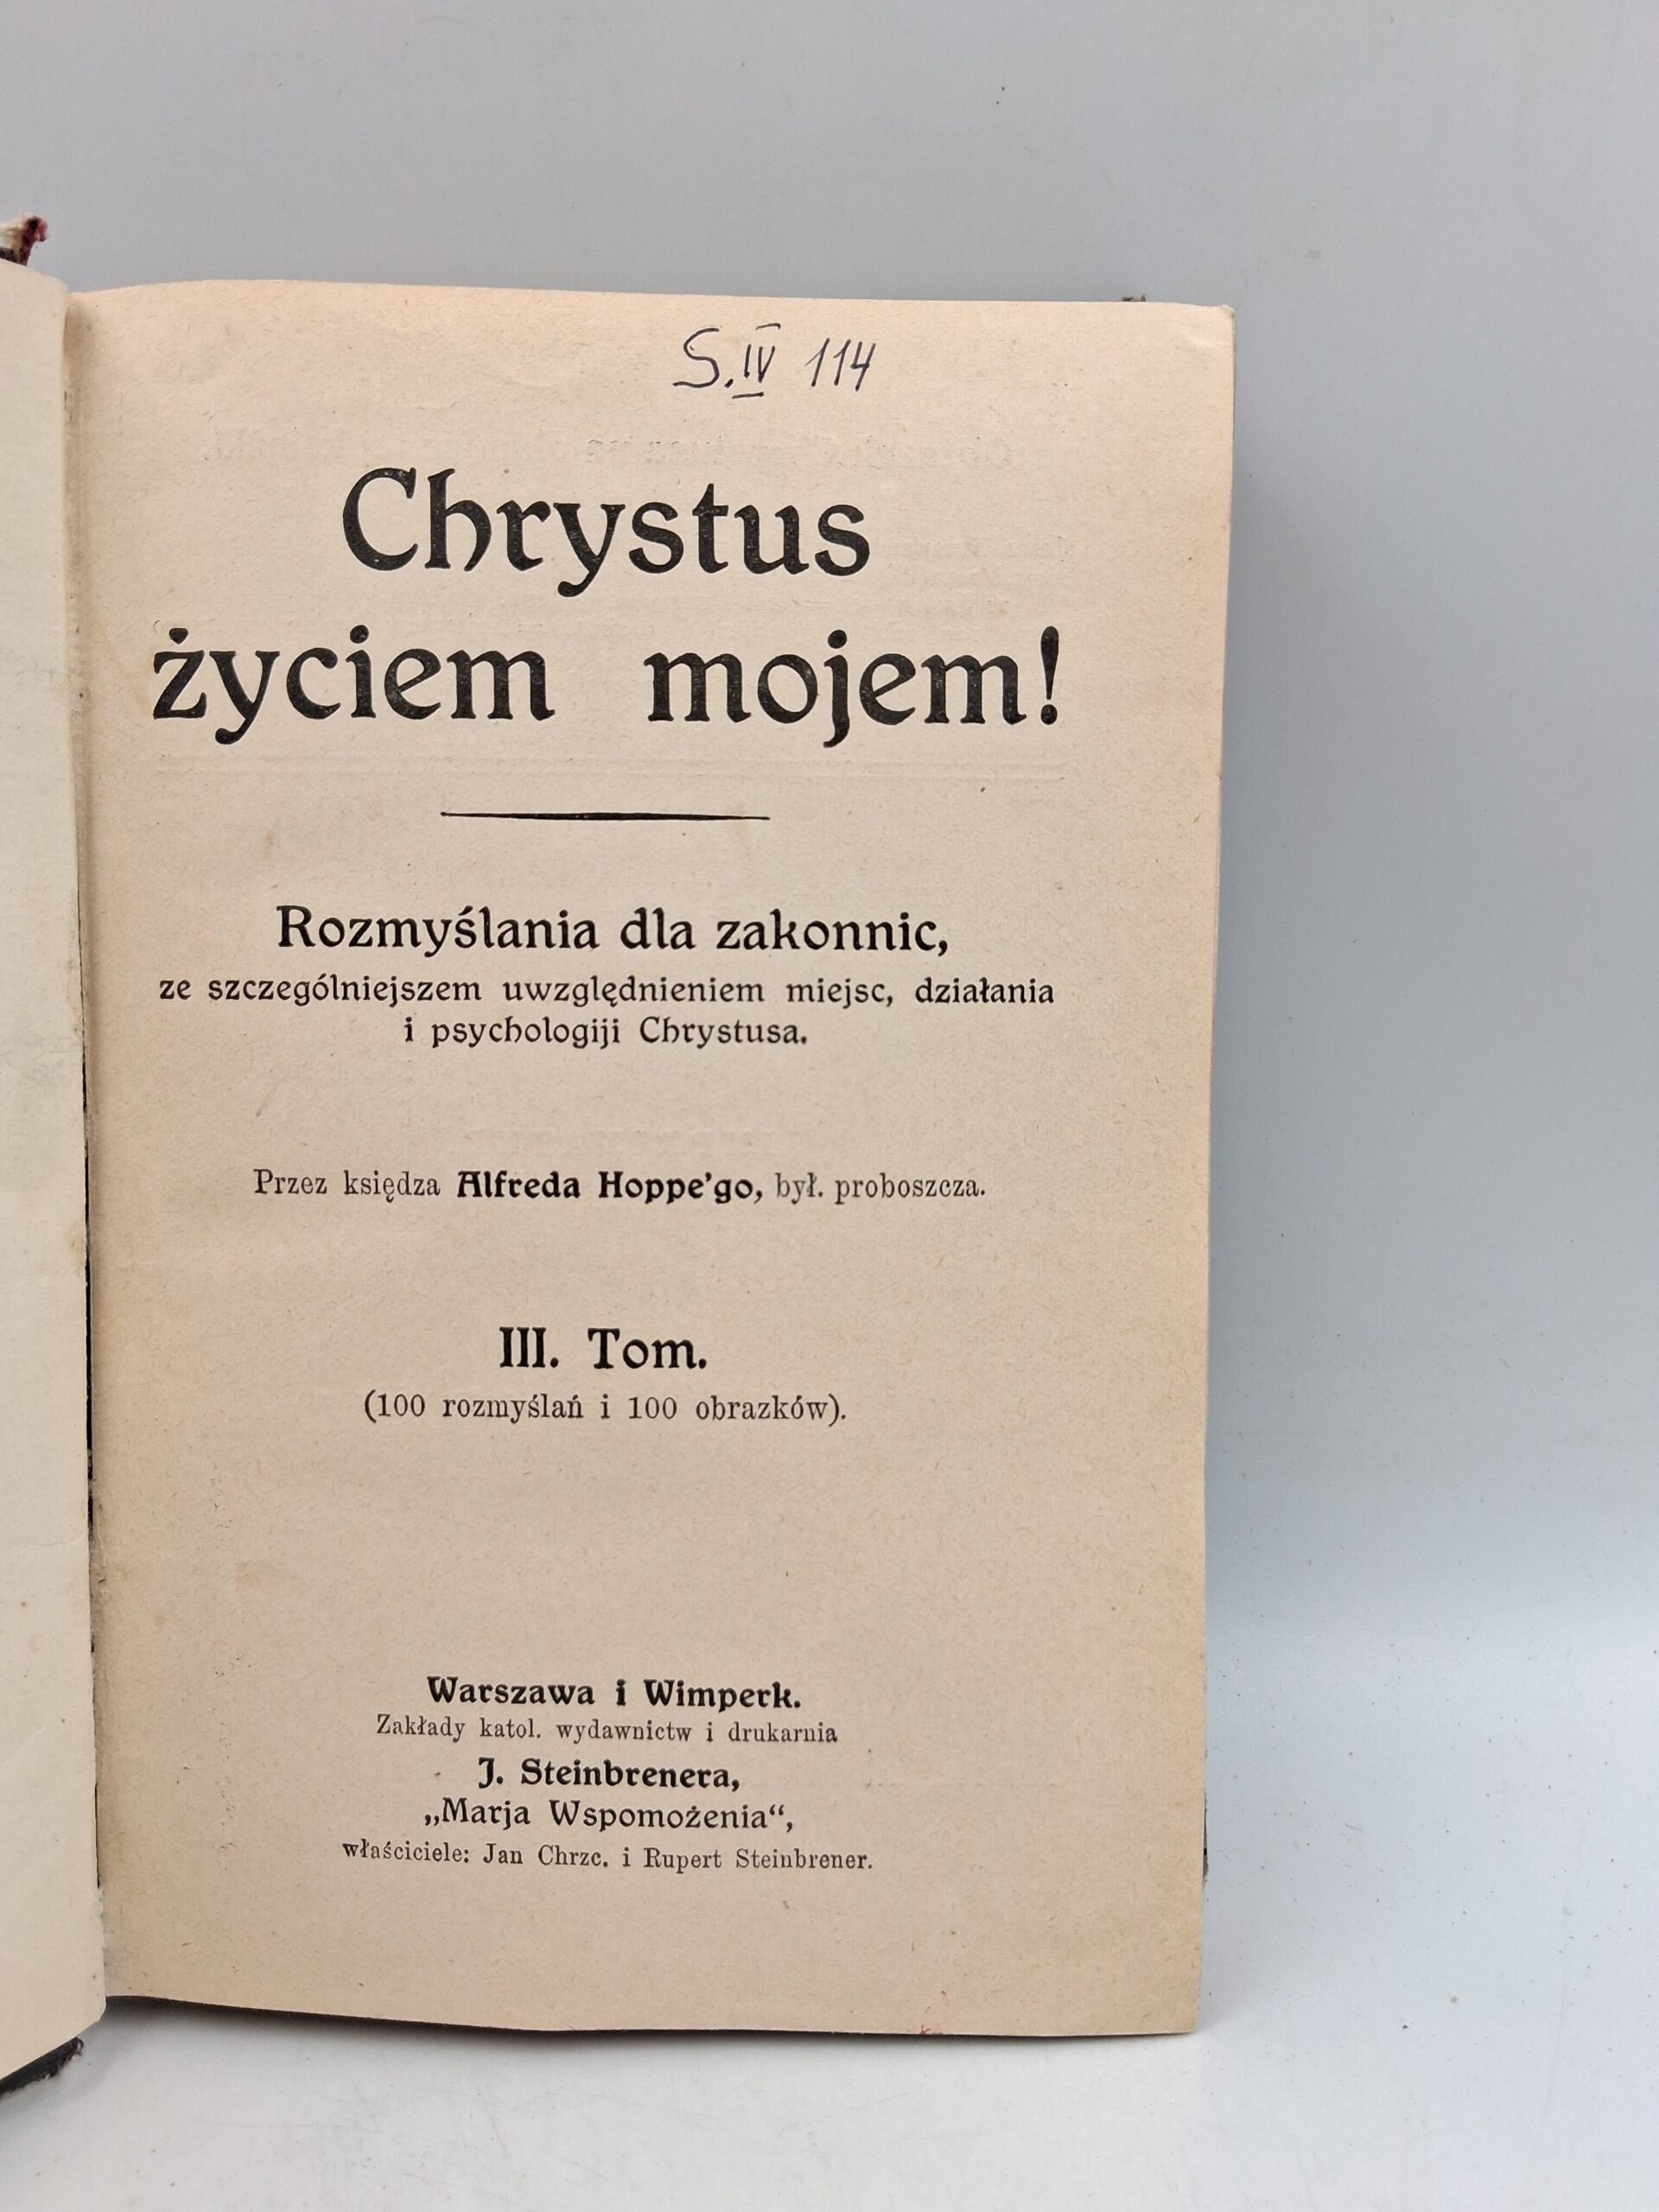 S. IV 114
Chrystus
życiem mojem!
Rozmyślania dla zakonnic,
ze szczególniejszem uwzględnieniem miejsc, działania
i psychologiji Chrystusa.
Przez księdza Alfreda Hoppe'go, był. proboszcza.
III. Tom.
(100 rozmyślań i 100 obrazków).
Warszawa i Wimperk.
Zakłady katol. wydawnictw i drukarnia
J. Steinbrenera,
„Marja Wspomożenia“,
właściciele: Jan Chrzc. i Rupert Steinbrener.